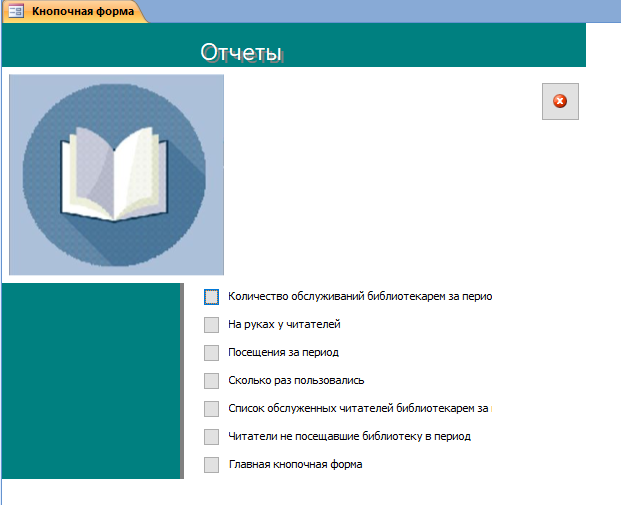 Кнопочная форма
Отчеты
Количество обслуживаний библиотекарем за перио
На руках у читателей
Посещения за период
Сколько раз пользовались
Список обслуженных читателей библиотекарем за
Читатели не посещавшие библиотеку в период
Главная кнопочная форма